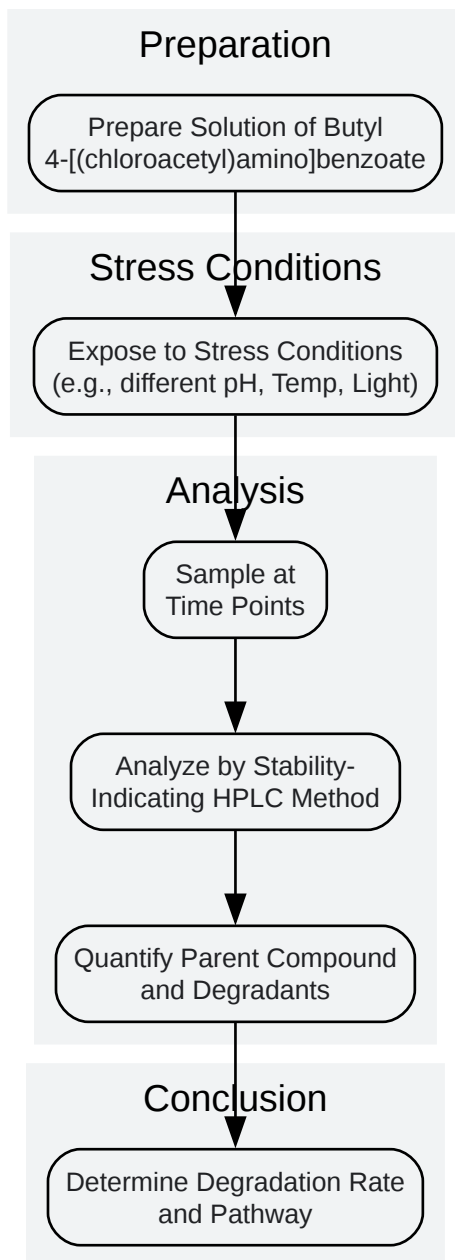 Preparation
Prepare Solution of Butyl
4-[(chloroacetyl)amino]benzoate
Stress Conditions
Expose to Stress Conditions
(e.g., different pH, Temp, Light)
Analysis
Sample at
Time Points
Analyze by Stability-
Indicating HPLC Method
Quantify Parent Compound
and Degradants
Conclusion
Determine Degradation Rate
and Pathway